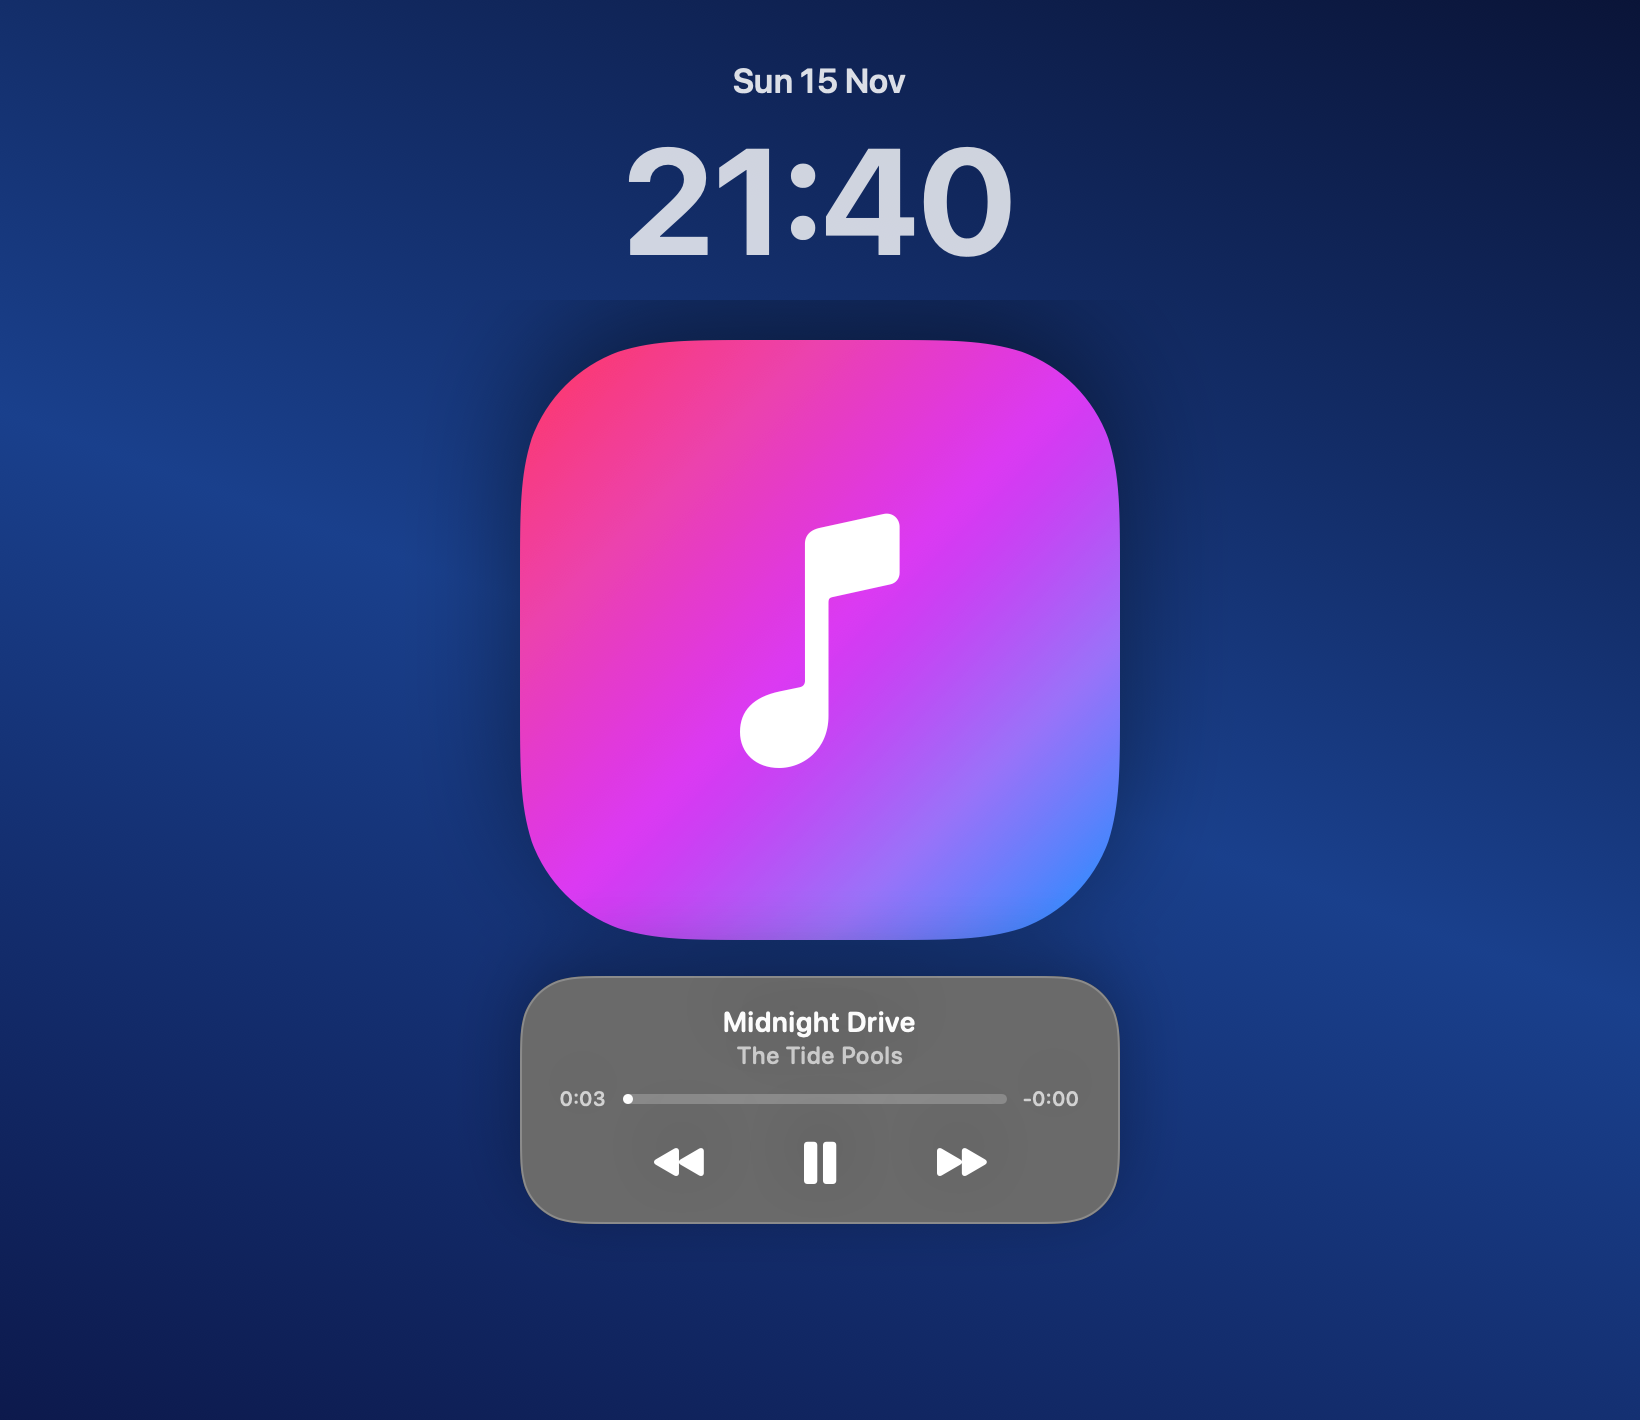 Sun 15 Nov
21:40
Midnight Drive
The Tide Pools
0:03 -0:00